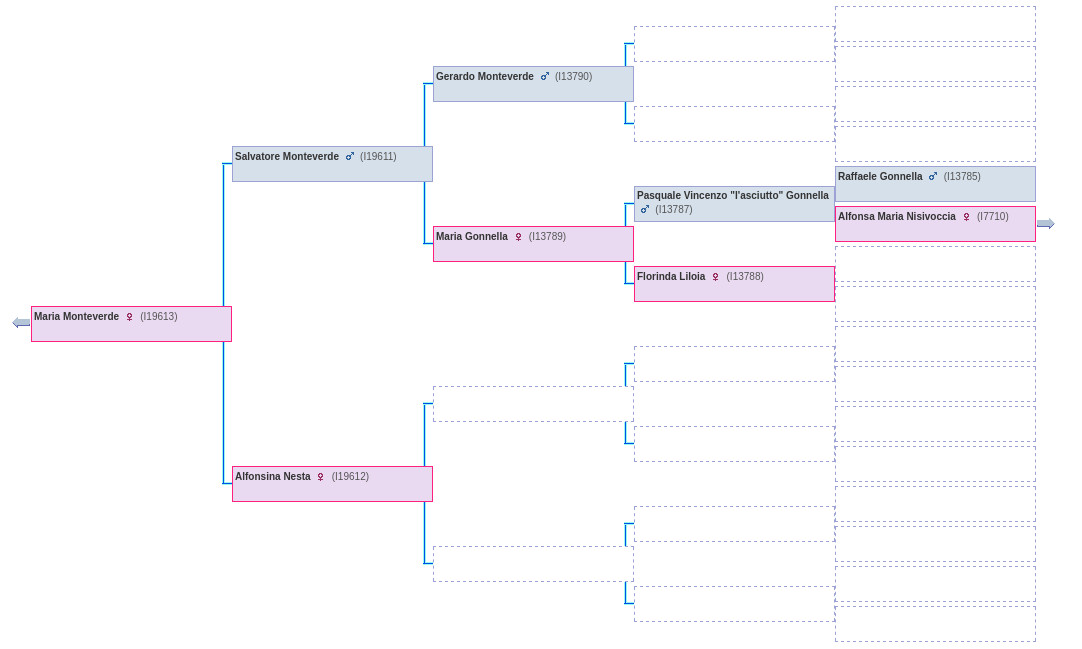 Gerardo Monteverde ♂ (I13790)
Salvatore Monteverde ♂ (I19611)
Raffaele Gonnella ♂ (I13785)
Pasquale Vincenzo "l'asciutto" Gonnella
♂ (I13787)
Alfonsa Maria Nisivoccia ♀ (I7710)
Maria Gonnella ♀ (I13789)
Florinda Liloia ♀ (I13788)
Maria Monteverde ♀ (I19613)
Alfonsina Nesta ♀ (I19612)